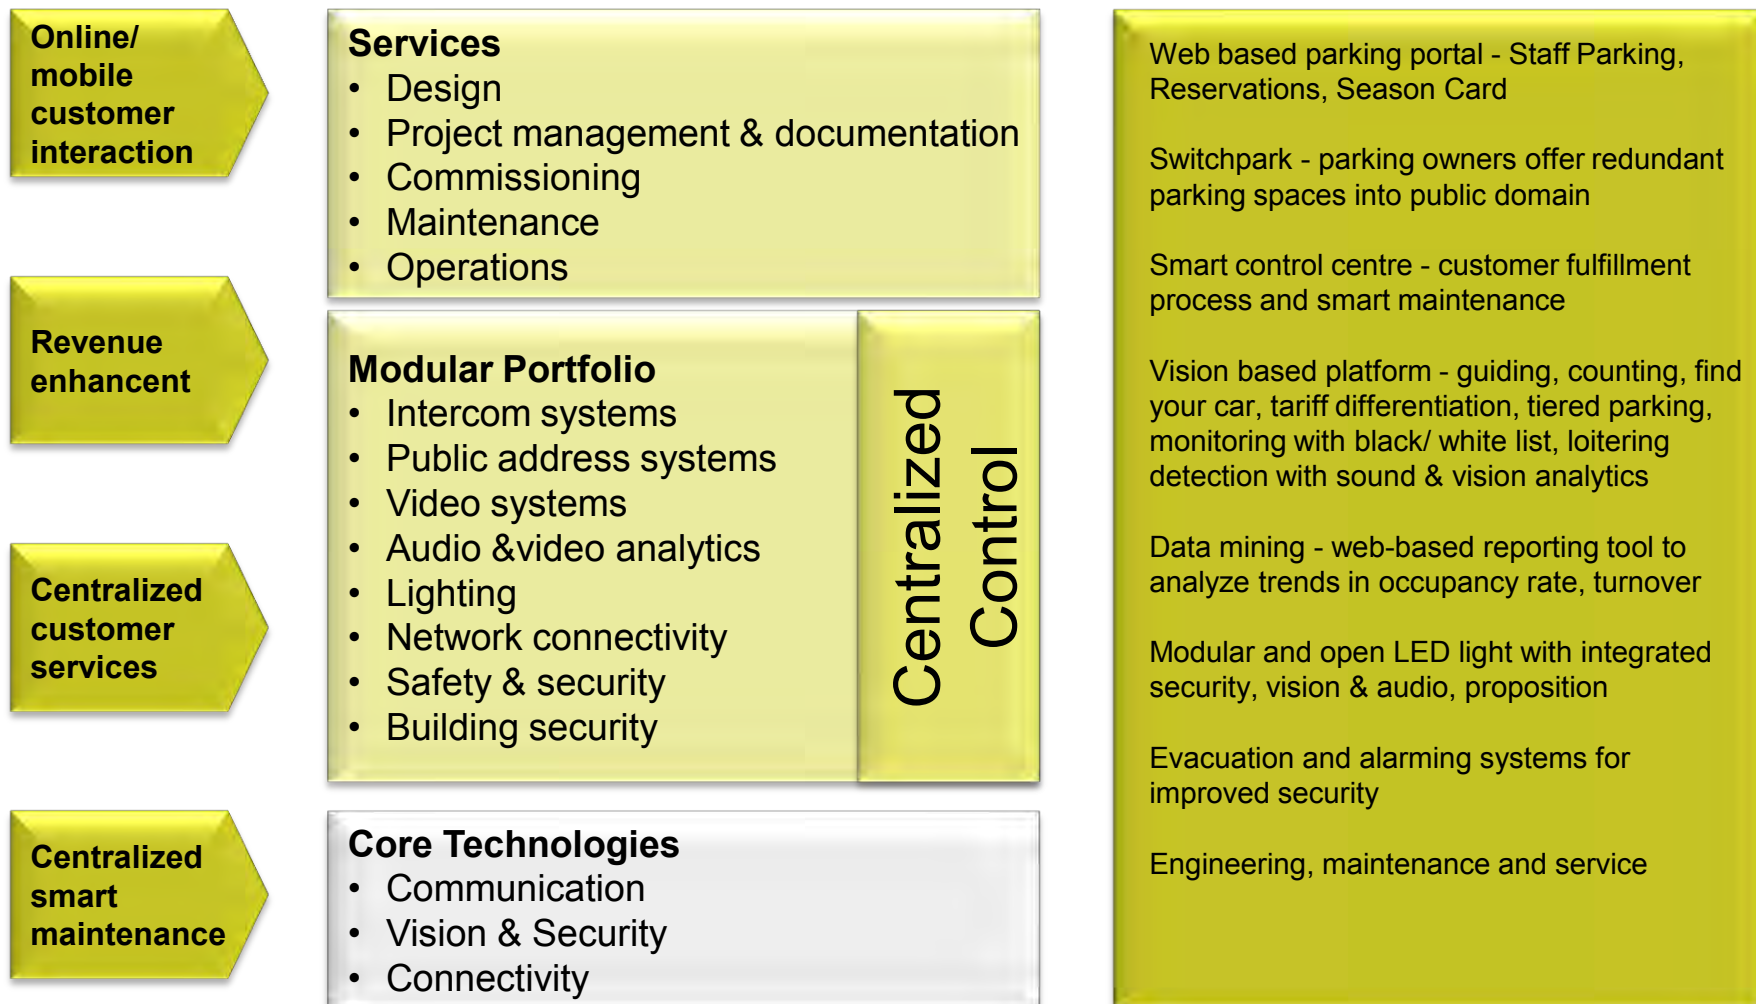 Online/
mobile
customer
interaction
Revenue
enhancent
Centralized
customer
services
Centralized
smart
maintenance
Services
• Design
• Project management & documentation
• Commissioning
• Maintenance
• Operations
Modular Portfolio
• Intercom systems
• Public address systems
• Video systems
• Audio &video analytics
• Lighting
• Network connectivity
• Safety & security
• Building security
Centralized
Control
Core Technologies
• Communication
• Vision & Security
• Connectivity
Web based parking portal - Staff Parking,
Reservations, Season Card
Switchpark - parking owners offer redundant
parking spaces into public domain
Smart control centre - customer fulfillment
process and smart maintenance
Vision based platform - guiding, counting, find
your car, tariff differentiation, tiered parking,
monitoring with black/ white list, loitering
detection with sound & vision analytics
Data mining - web-based reporting tool to
analyze trends in occupancy rate, turnover
Modular and open LED light with integrated
security, vision & audio, proposition
Evacuation and alarming systems for
improved security
Engineering, maintenance and service